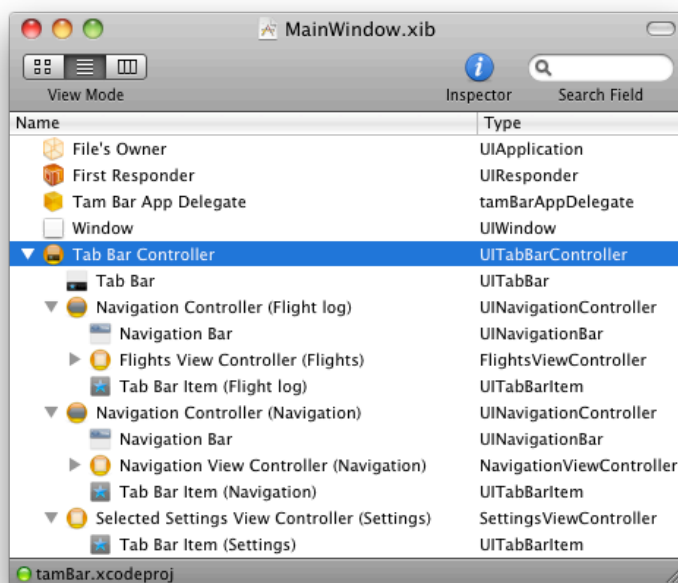 MainWindow.xib
View Mode
Inspector
Search Field
Name Type
File's Owner UIApplication
First Responder UIResponder
Tam Bar App Delegate tamBarAppDelegate
Window UIWindow
Tab Bar Controller UITabBarController
Tab Bar UITabBar
Navigation Controller (Flight log) UINavigationController
Navigation Bar UINavigationBar
Flights View Controller (Flights) FlightsViewController
Tab Bar Item (Flight log) UITabBarItem
Navigation Controller (Navigation) UINavigationController
Navigation Bar UINavigationBar
Navigation View Controller (Navigation) NavigationViewController
Tab Bar Item (Navigation) UITabBarItem
Selected Settings View Controller (Settings) SettingsViewController
Tab Bar Item (Settings) UITabBarItem
tamBar.xcodeproj